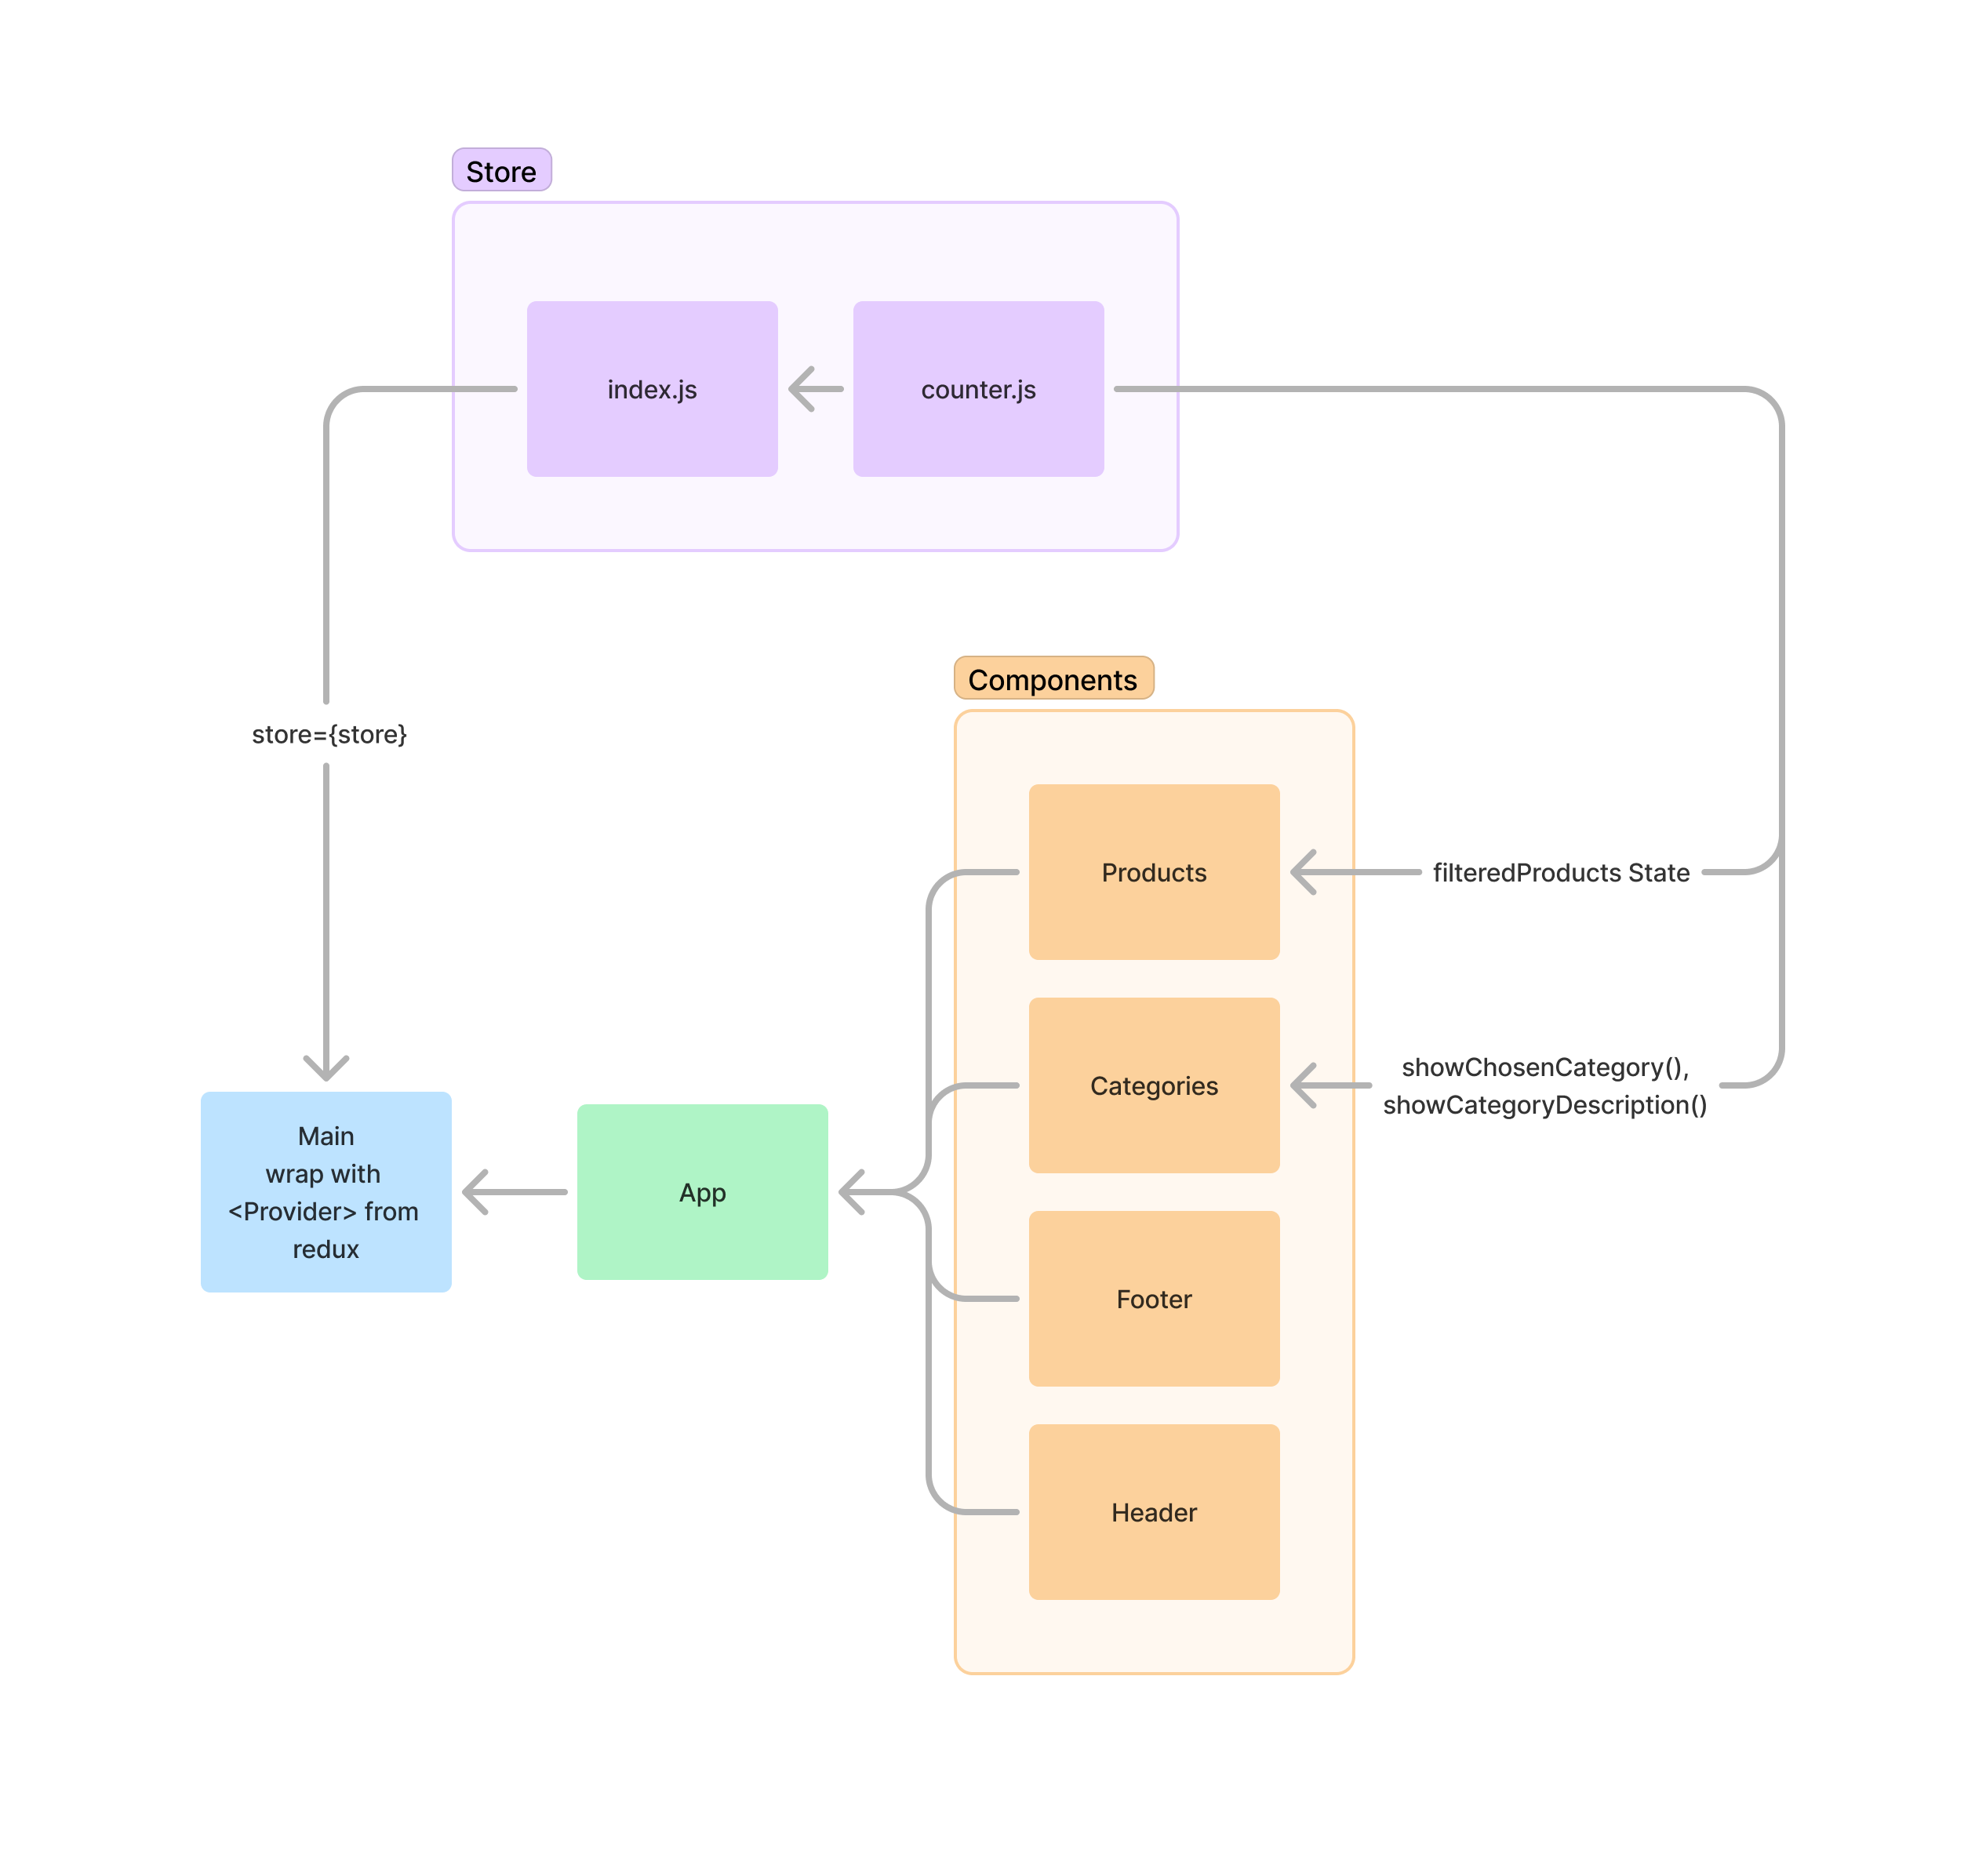 Store
index.js
counter.js
store={store}
Components
Products
filteredProducts State
Categories
showChosenCategory(),
showCategoryDescription()
Main
wrap with
<Provider> from
redux
App
Footer
Header